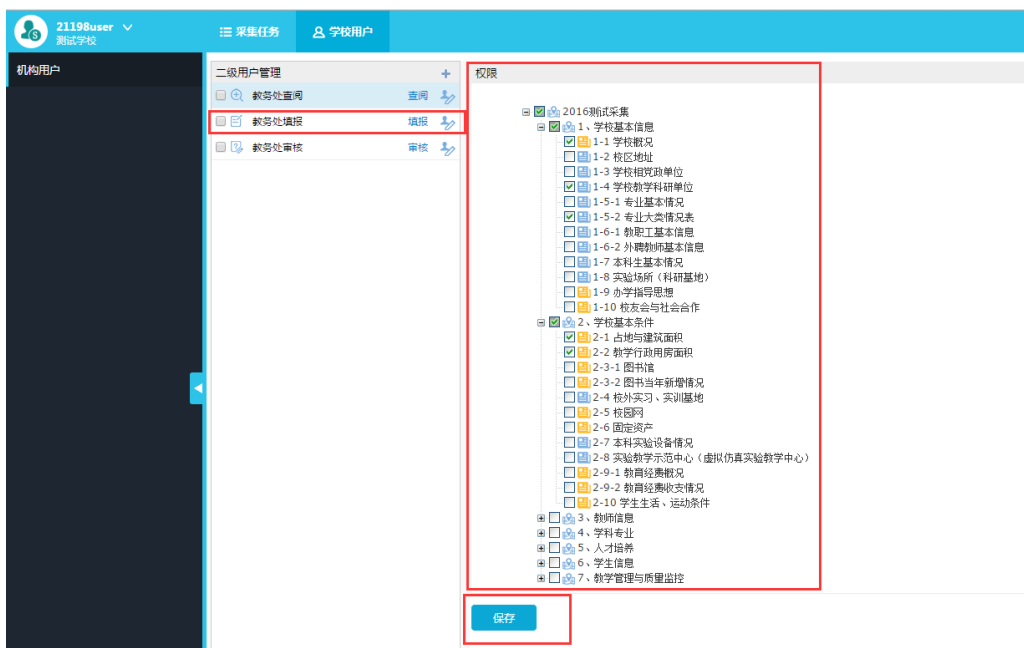 21198user
测试学校
采集任务
学校用户
机构用户
二级用户管理
+
教务处查阅 查阅
教务处填报 填报
教务处审核 审核
权限
2016测试采集
1、学校基本信息
1-1 学校概况
1-2 校区地址
1-3 学校相党政单位
1-4 学校教学科研单位
1-5-1 专业基本情况
1-5-2 专业大类情况表
1-6-1 教职工基本信息
1-6-2 外聘教师基本信息
1-7 本科生基本情况
1-8 实验场所（科研基地）
1-9 办学指导思想
1-10 校友会与社会合作
2、学校基本条件
2-1 占地与建筑面积
2-2 教学行政用房面积
2-3-1 图书馆
2-3-2 图书当年新增情况
2-4 校外实习、实训基地
2-5 校园网
2-6 固定资产
2-7 本科实验设备情况
2-8 实验教学示范中心（虚拟仿真实验教学中心）
2-9-1 教育经费概况
2-9-2 教育经费收支情况
2-10 学生生活、运动条件
3、教师信息
4、学科专业
5、人才培养
6、学生信息
7、教学管理与质量监控
保存